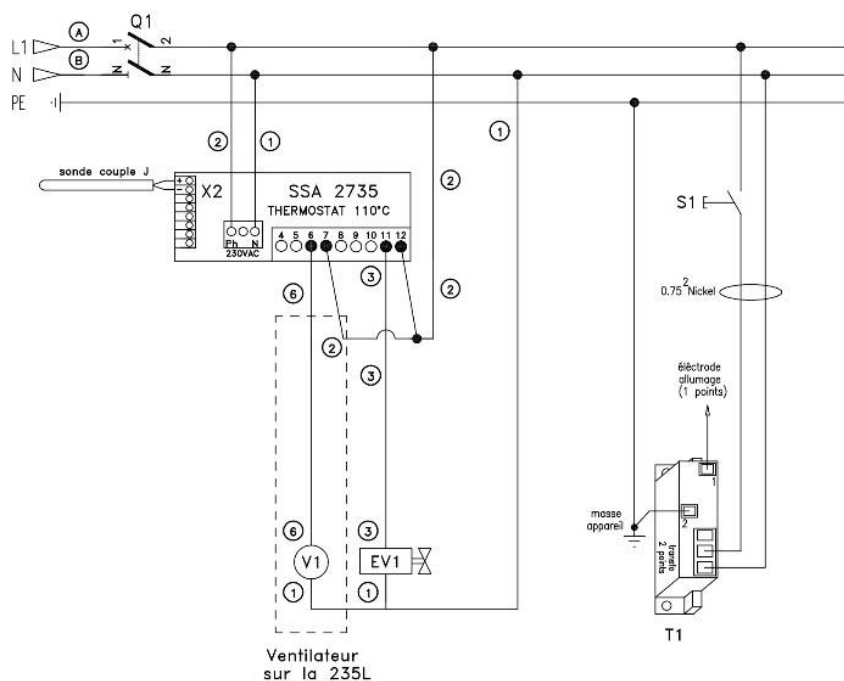 Q1
L1 A 1 2
N B N N
PE
2 1 1
sonde couple J
+
-
X2 SSA 2735
THERMOSTAT 110°C
Ph N
230VAC
4 5 6 7 8 9 10 11 12
2
S1
3
6 2
0.75² Nickel
2
3
éléctrode
allumage
(1 points)
1
masse
appareil
2
transfo
2 points
6 3
V1 EV1
1 1
T1
Ventilateur
sur la 235L